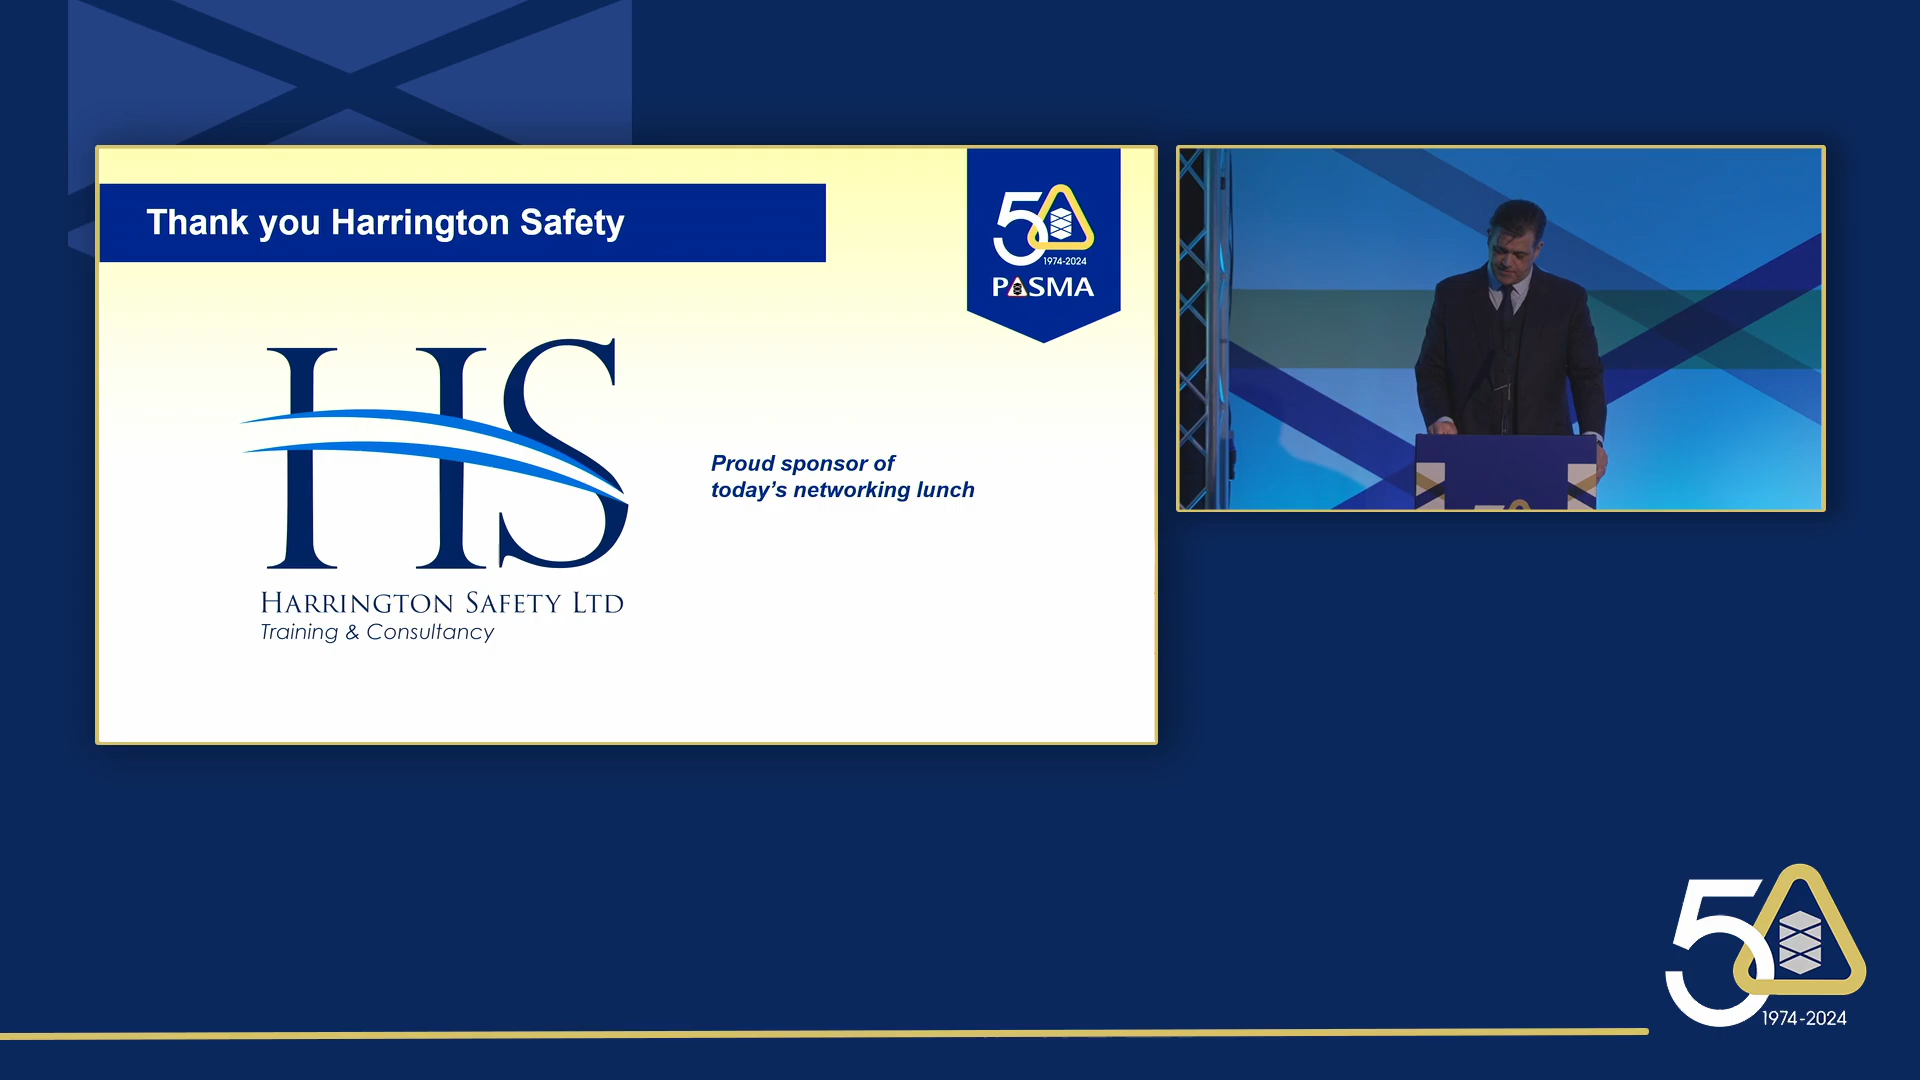 Thank you Harrington Safety
50
1974-2024
PASMA
HS
HARRINGTON SAFETY LTD
Training & Consultancy
Proud sponsor of
today's networking lunch
50
1974-2024